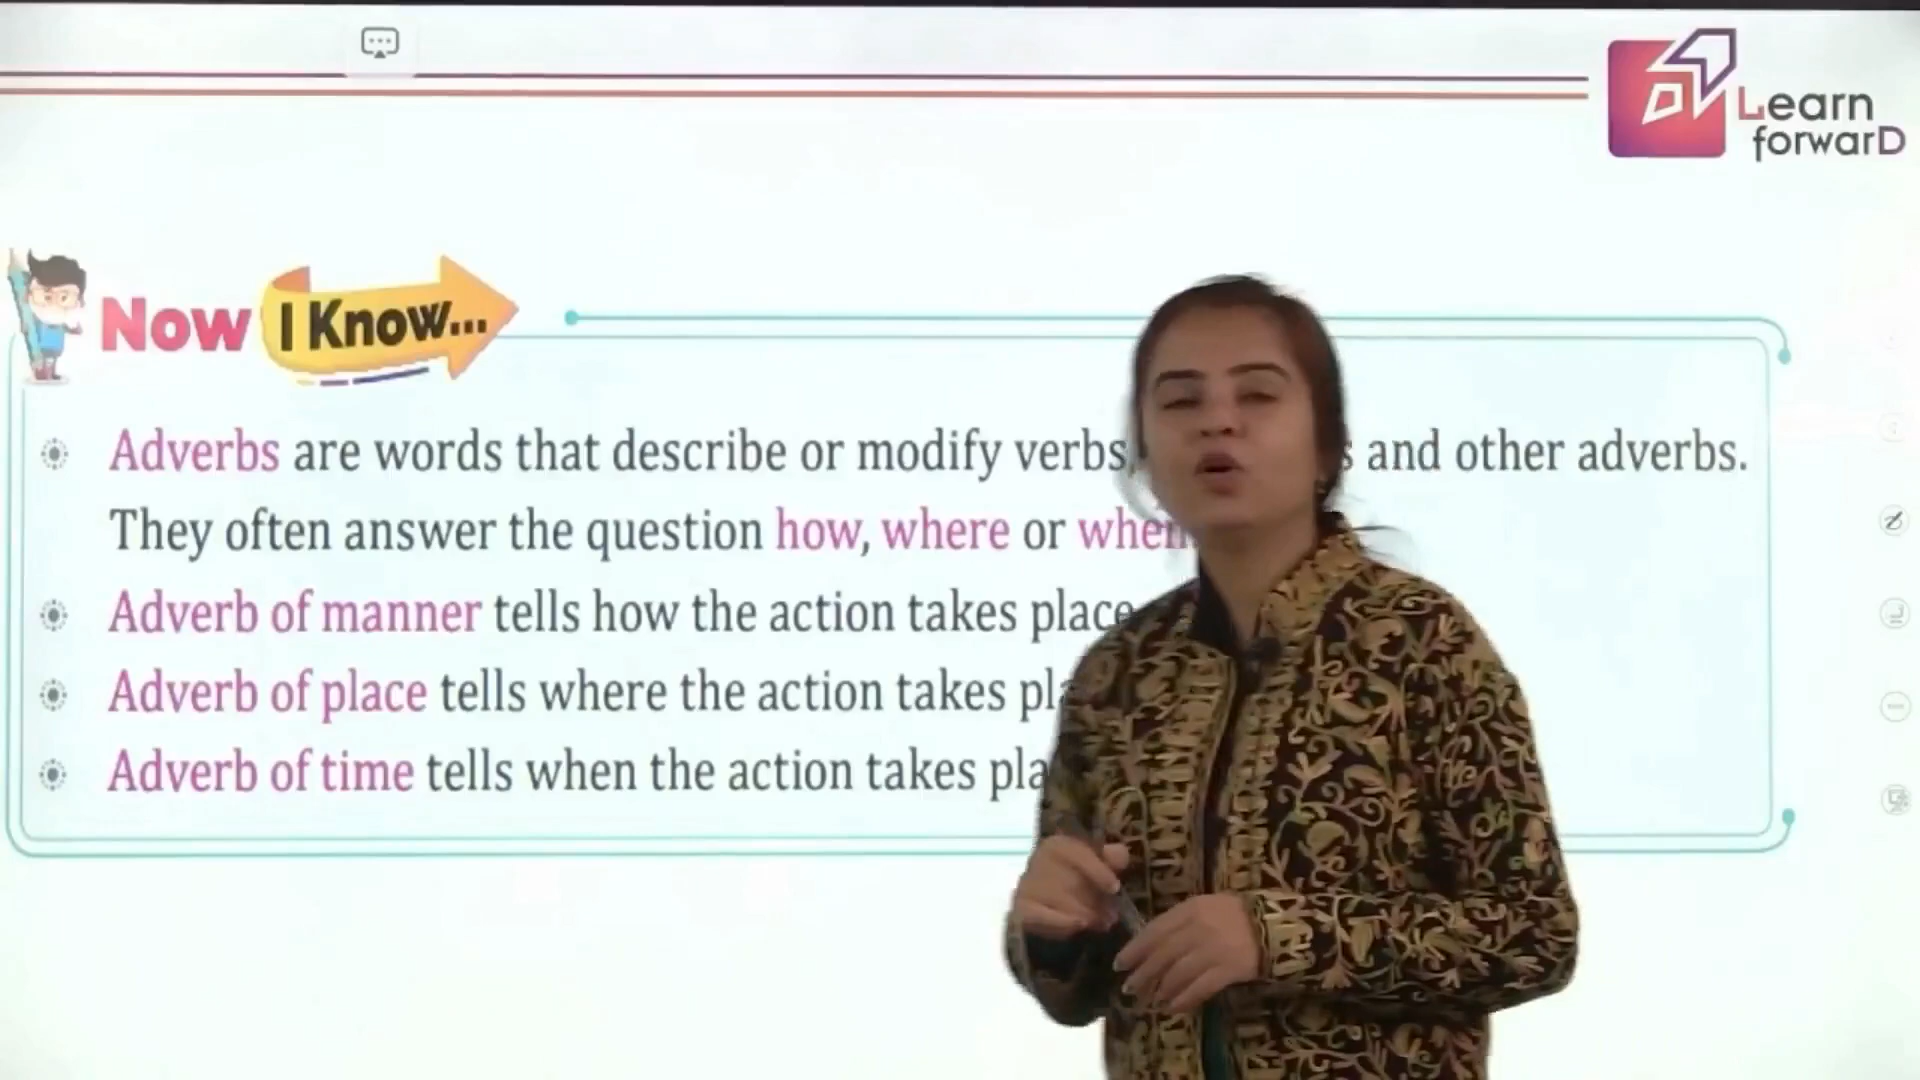 Learn
forwarD
Now I Know...
Adverbs are words that describe or modify verbs, and other adverbs.
They often answer the question how, where or
Adverb of manner tells how the action takes place
Adverb of place tells where the action takes
Adverb of time tells when the action takes